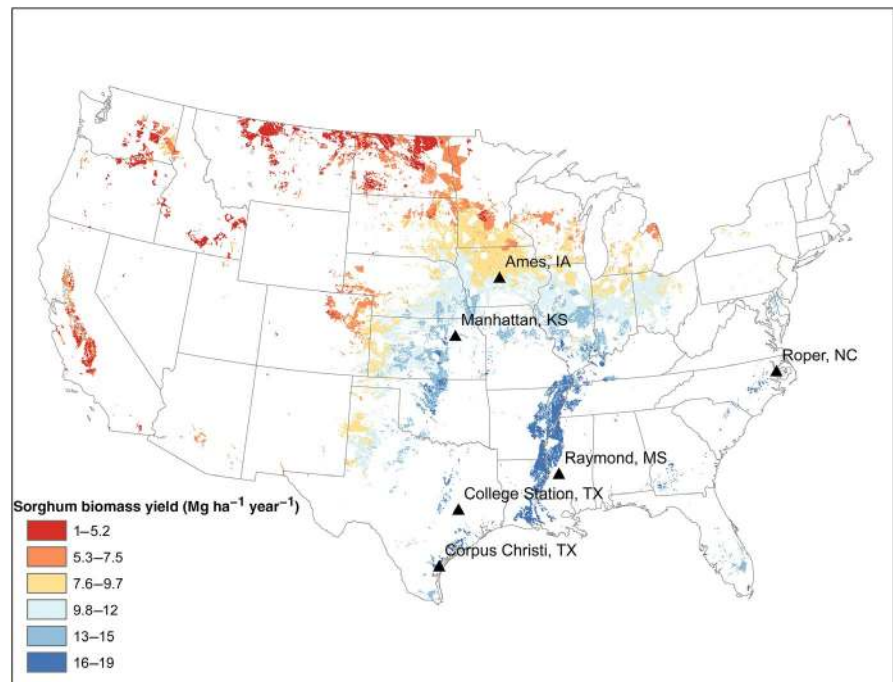 Ames, IA
Manhattan, KS
Roper, NC
Raymond, MS
College Station, TX
Corpus Christi, TX
Sorghum biomass yield (Mg ha⁻¹ year⁻¹)
1–5.2
5.3–7.5
7.6–9.7
9.8–12
13–15
16–19